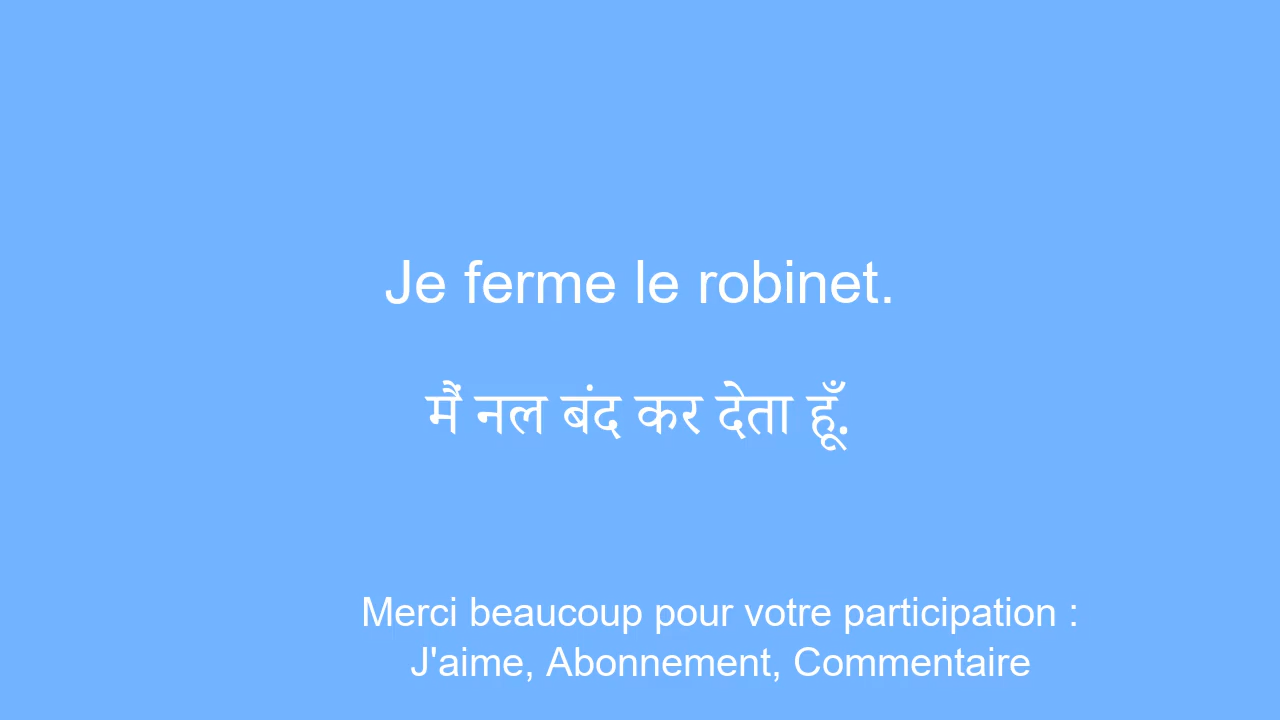 Je ferme le robinet.
मैं नल बंद कर देता हूँ.
Merci beaucoup pour votre participation :
J'aime, Abonnement, Commentaire